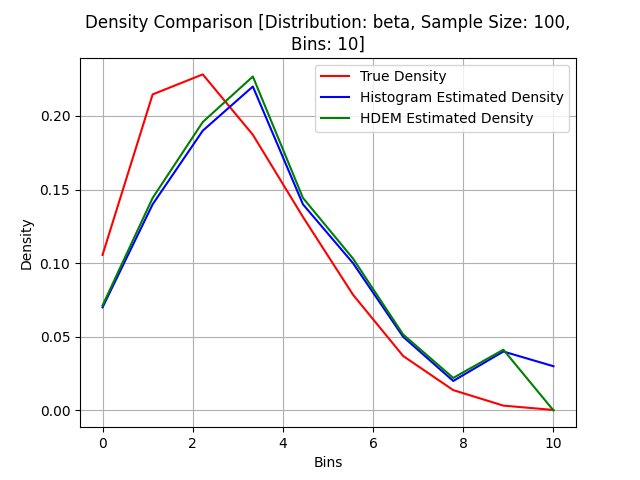 Density Comparison [Distribution: beta, Sample Size: 100,
Bins: 10]
True Density
Histogram Estimated Density
HDEM Estimated Density
Density
0.20
0.15
0.10
0.05
0.00
0 2 4 6 8 10
Bins